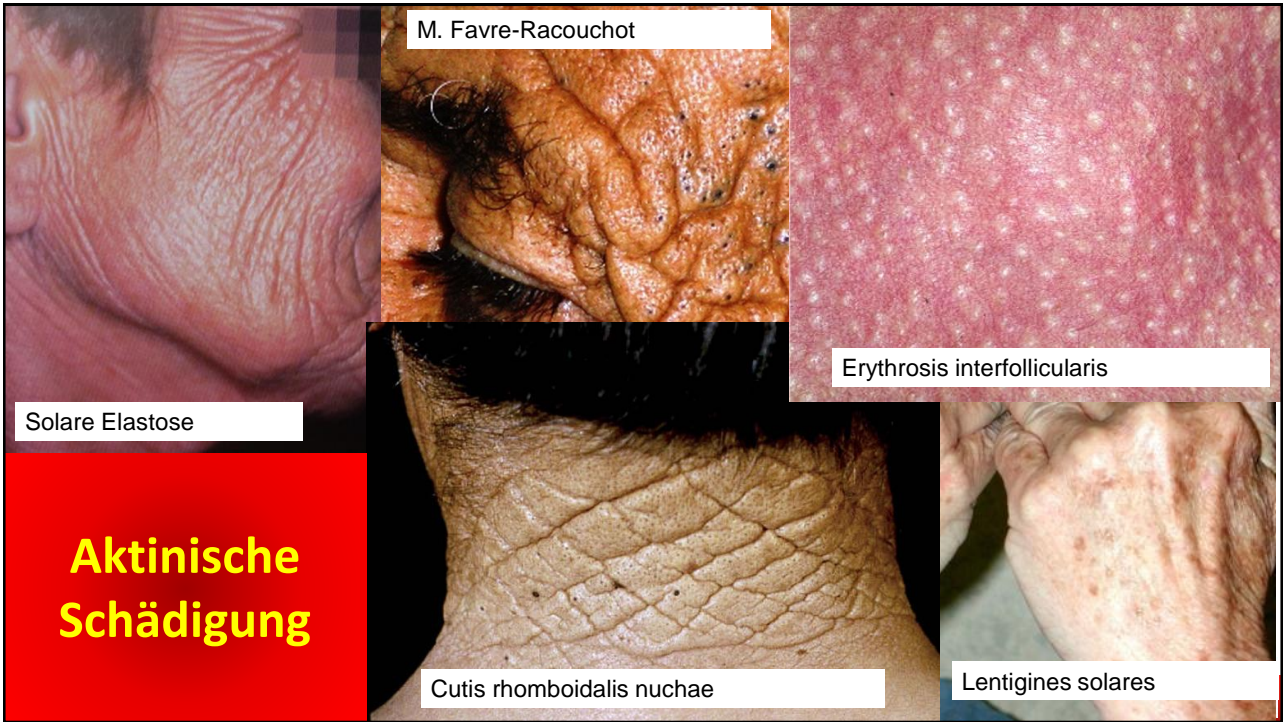 M. Favre-Racouchot
Erythrosis interfollicularis
Solare Elastose
Aktinische
Schädigung
Cutis rhomboidalis nuchae
Lentigines solares